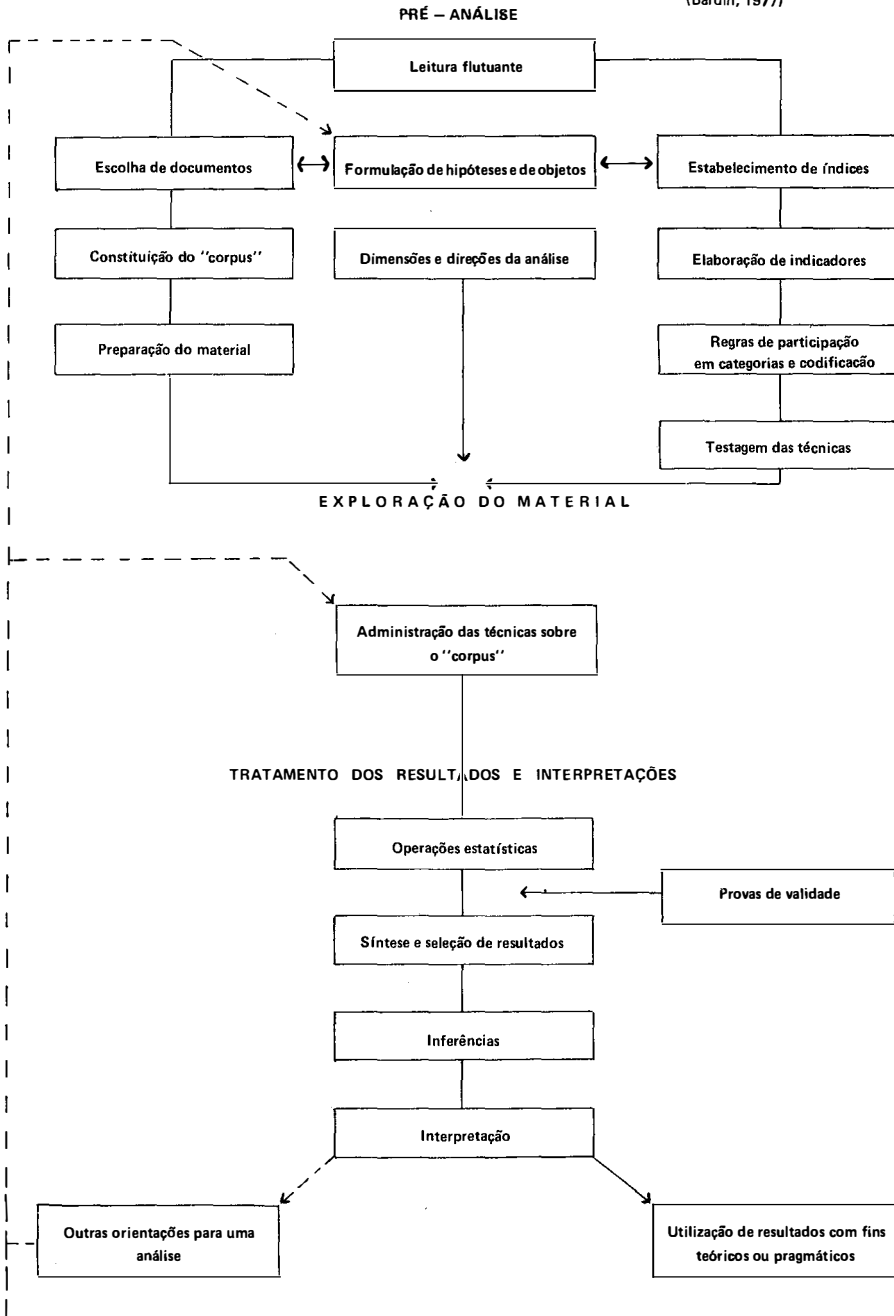 (Bardin, 1977)
PRÉ – ANÁLISE
Leitura flutuante
Escolha de documentos
Formulação de hipóteses e de objetos
Estabelecimento de índices
Constituição do "corpus"
Dimensões e direções da análise
Elaboração de indicadores
Preparação do material
Regras de participação
em categorias e codificação
Testagem das técnicas
EXPLORAÇÃO DO MATERIAL
Administração das técnicas sobre
o "corpus"
TRATAMENTO DOS RESULTADOS E INTERPRETAÇÕES
Operações estatísticas
Provas de validade
Síntese e seleção de resultados
Inferências
Interpretação
Outras orientações para uma
análise
Utilização de resultados com fins
teóricos ou pragmáticos